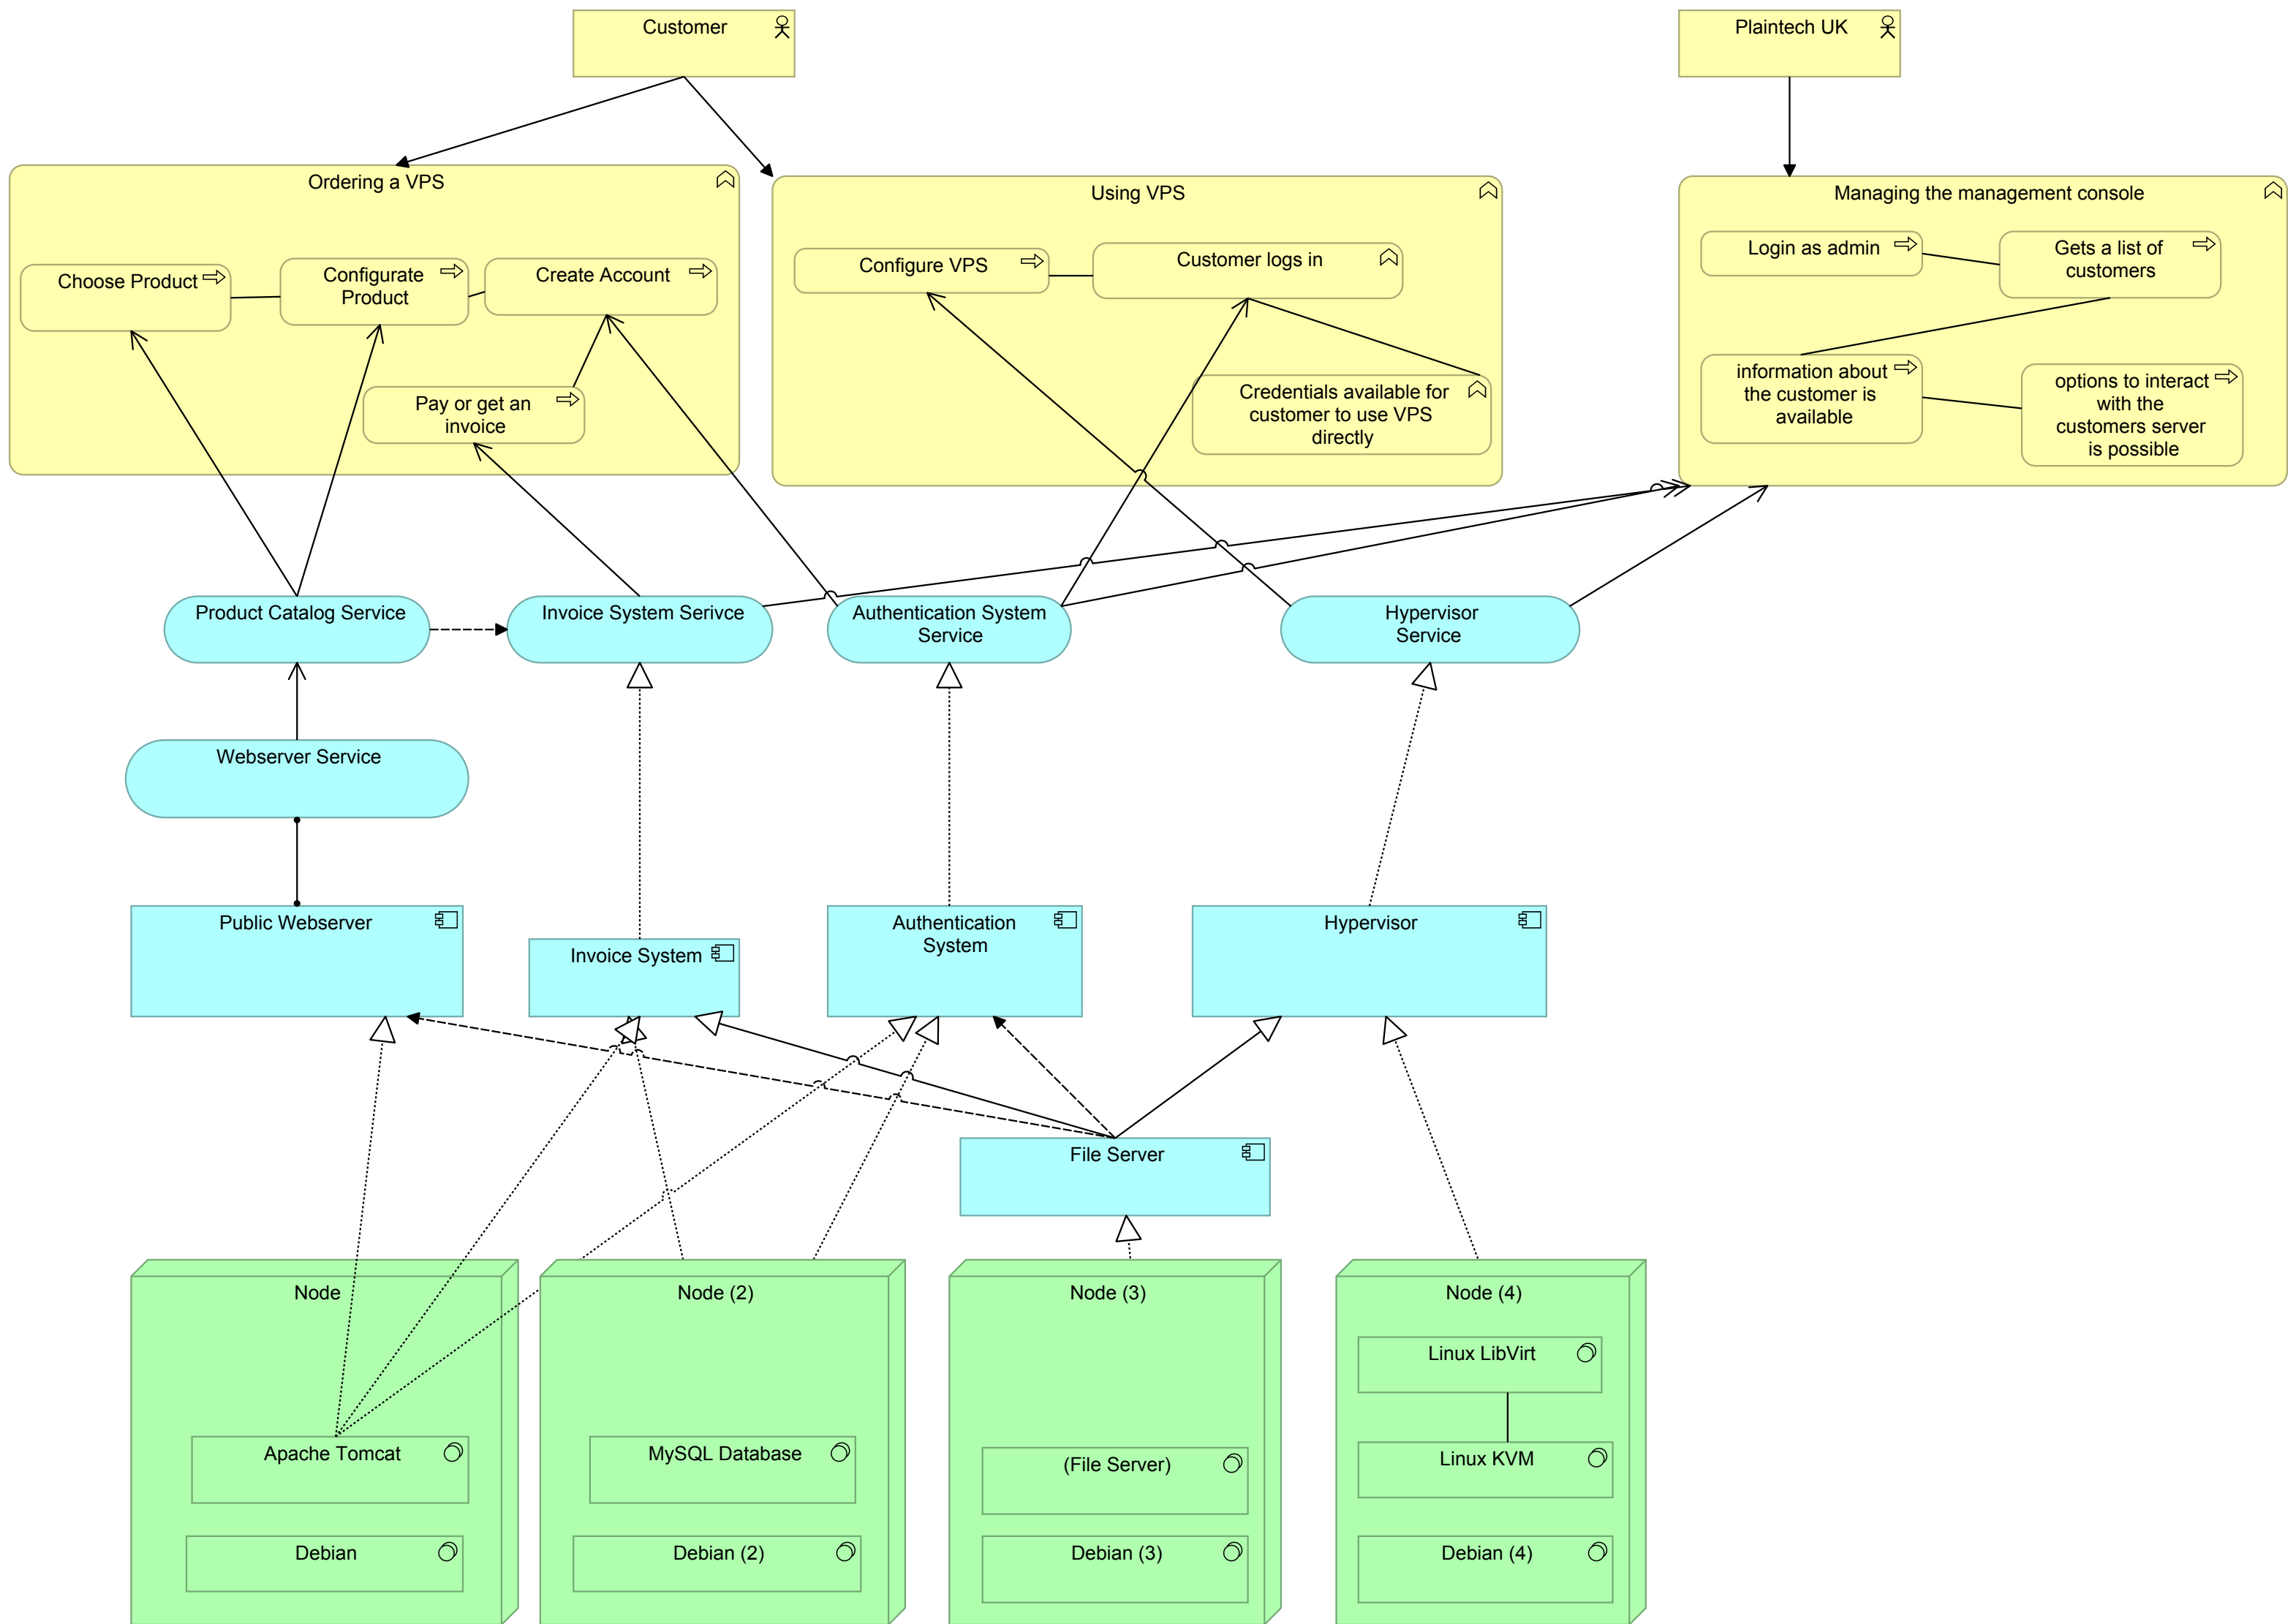 Customer
Plaintech UK
Ordering a VPS
Using VPS
Managing the management console
Choose Product
Configurate
Product
Create Account
Pay or get an
invoice
Configure VPS
Customer logs in
Credentials available for
customer to use VPS
directly
Login as admin
Gets a list of
customers
information about
the customer is
available
options to interact
with the
customers server
is possible
Product Catalog Service
Invoice System Serivce
Authentication System
Service
Hypervisor
Service
Webserver Service
Public Webserver
Invoice System
Authentication
System
Hypervisor
File Server
Node
Node (2)
Node (3)
Node (4)
Linux LibVirt
Apache Tomcat
MySQL Database
(File Server)
Linux KVM
Debian
Debian (2)
Debian (3)
Debian (4)